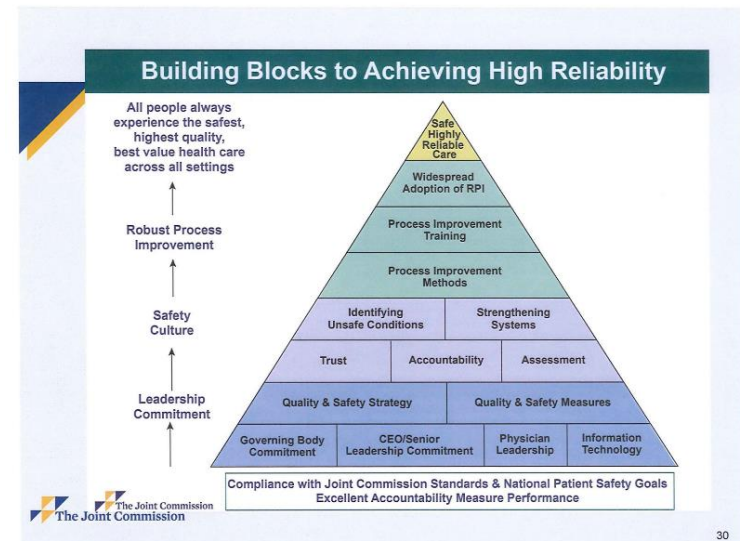 Building Blocks to Achieving High Reliability
All people always
experience the safest,
highest quality,
best value health care
across all settings
Robust Process
Improvement
Safety
Culture
Leadership
Commitment
Safe
Highly
Reliable
Care
Widespread
Adoption of RPI
Process Improvement
Training
Process Improvement
Methods
Identifying
Unsafe Conditions
Strengthening
Systems
Trust
Accountability
Assessment
Quality & Safety Strategy
Quality & Safety Measures
Governing Body
Commitment
CEO/Senior
Leadership Commitment
Physician
Leadership
Information
Technology
Compliance with Joint Commission Standards & National Patient Safety Goals
Excellent Accountability Measure Performance
The Joint Commission
The Joint Commission
30